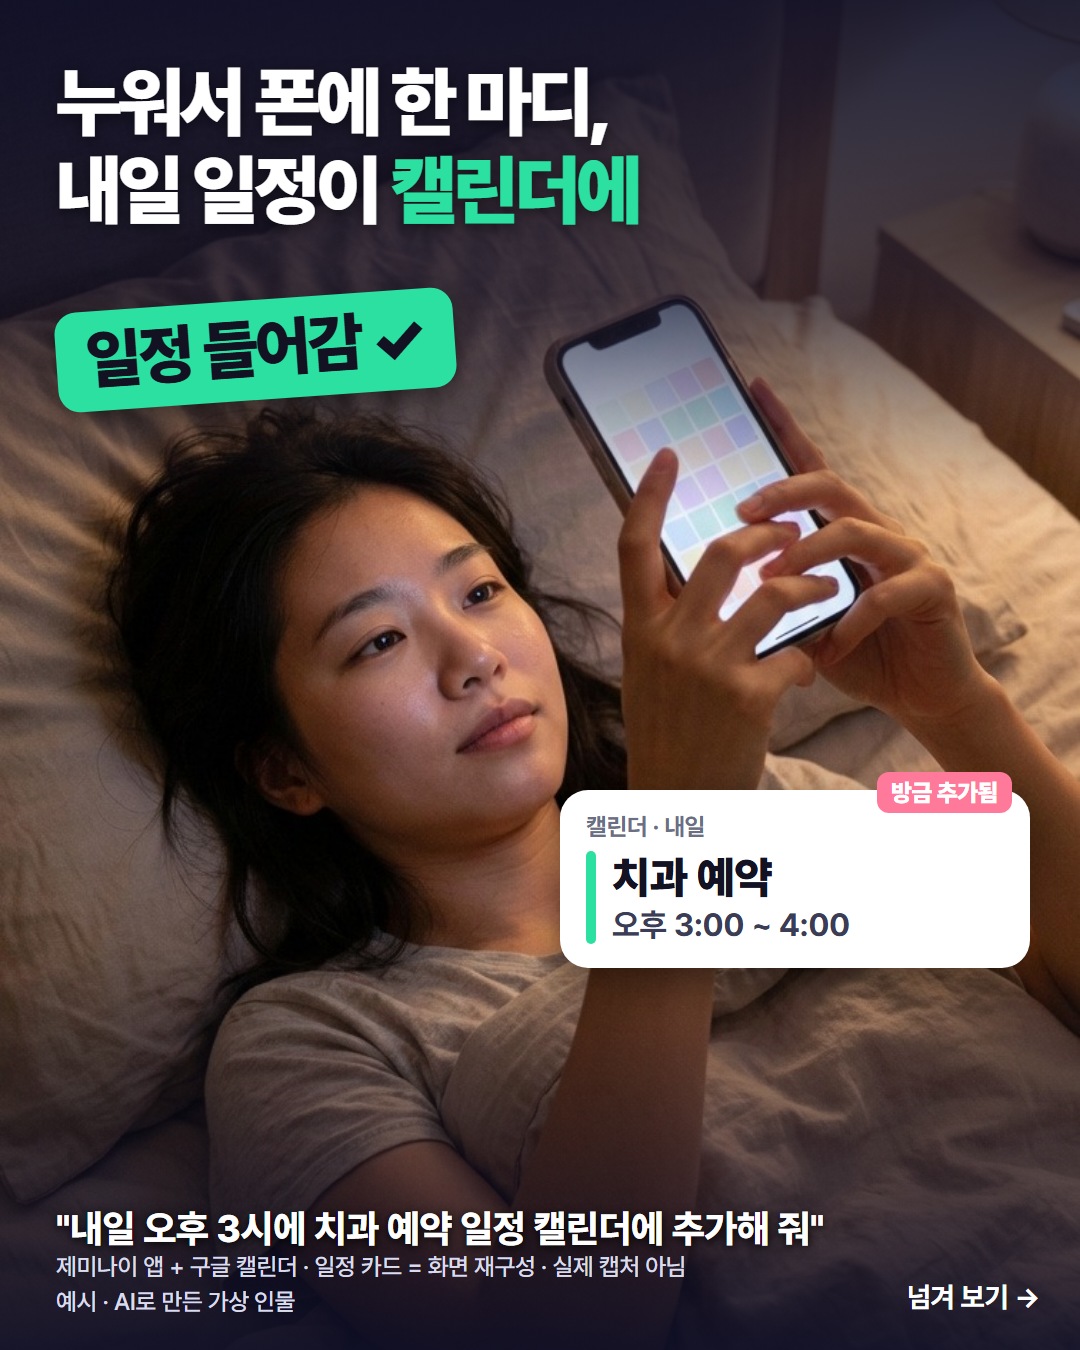 누워서 폰에 한 마디,
내일 일정이 캘린더에
일정 들어감 ✔
방금 추가됨
캘린더 · 내일
치과 예약
오후 3:00 ~ 4:00
"내일 오후 3시에 치과 예약 일정 캘린더에 추가해 줘"
제미나이 앱 + 구글 캘린더 · 일정 카드 = 화면 재구성 · 실제 캡처 아님
예시 · AI로 만든 가상 인물
넘겨 보기 →